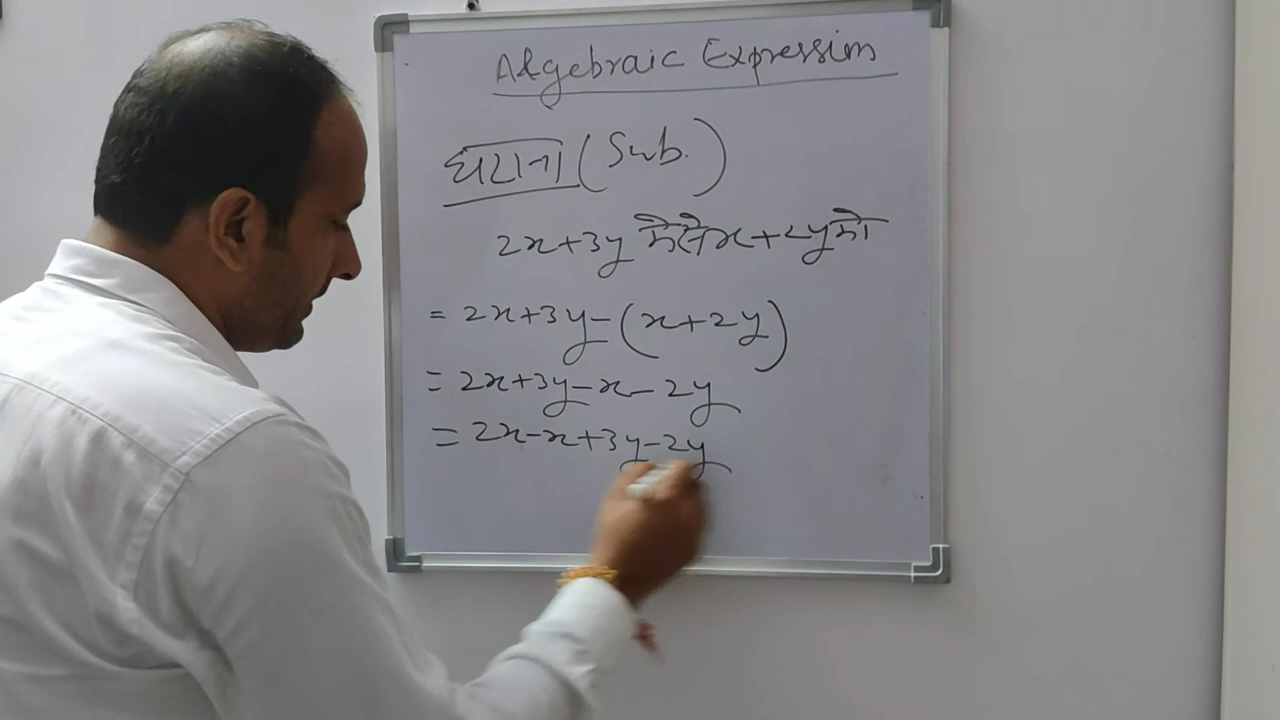 Algebraic Expression
घटाना (Sub.)
2x+3y में से x+2y को
= 2x+3y-(x+2y)
= 2x+3y-x-2y
= 2x-x+3y-2y